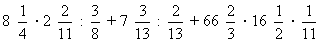 8 1/4 · 2 2/11 : 3/8 + 7 3/13 : 2/13 + 66 2/3 · 16 1/2 · 1/11